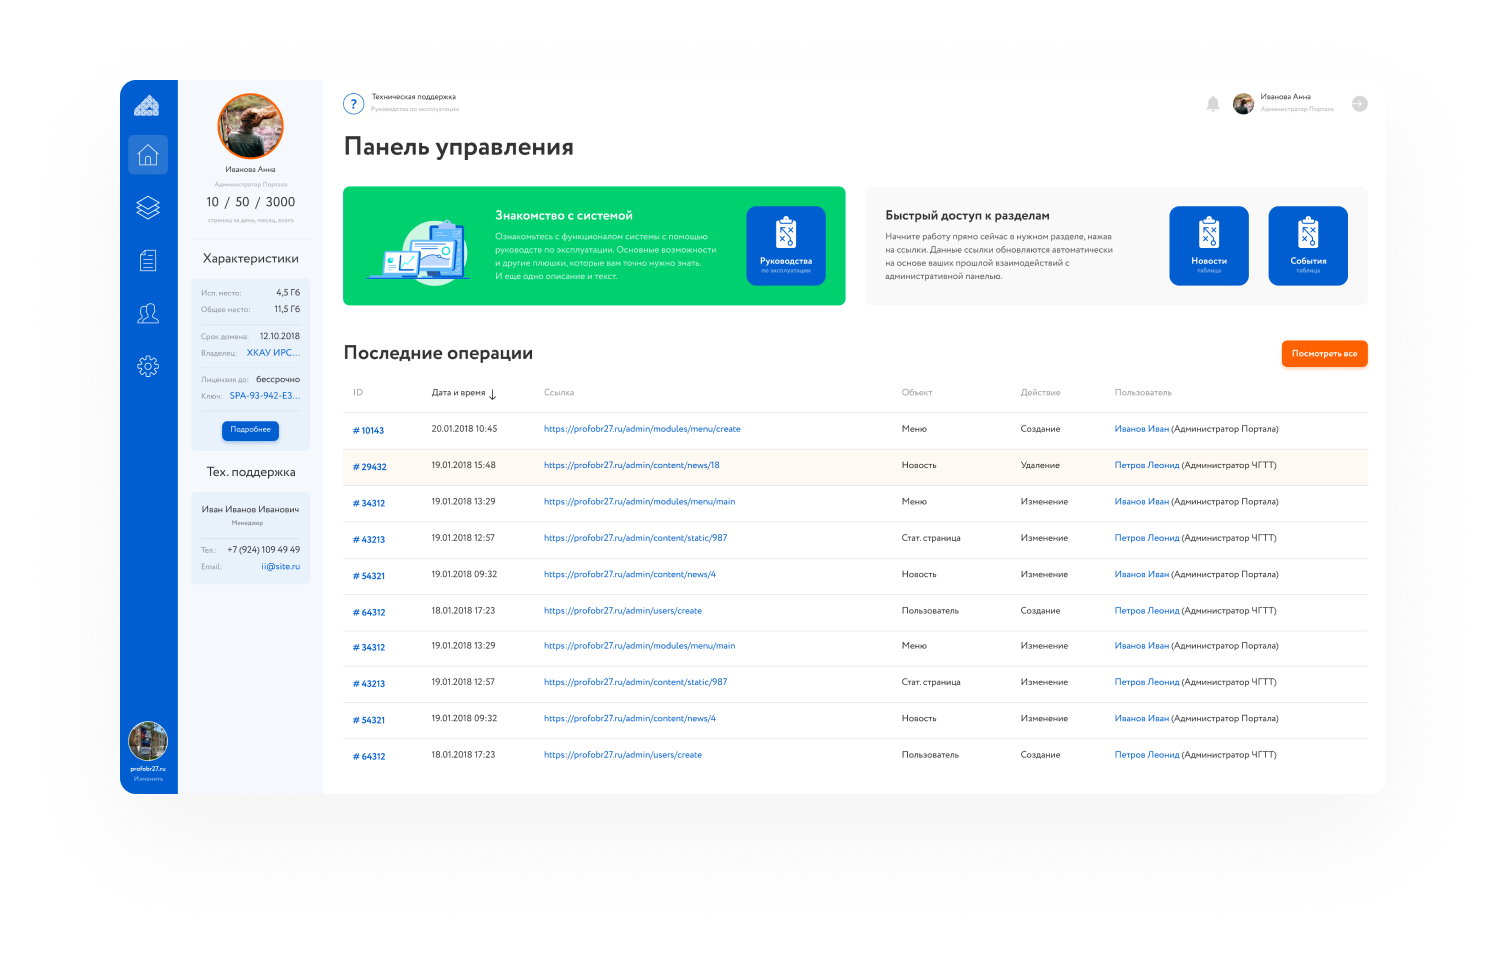 profobr27.ru
Изменить
Иванова Анна
Администратор Портала
10 / 50 / 3000
страниц за день, месяц, всего
Характеристики
Исп. место: 4,5 Гб
Общее место: 11,5 Гб
Срок домена: 12.10.2018
Владелец: ХКАУ ИРС...
Лицензия до: бессрочно
Ключ: SPA-93-942-E3...
Подробнее
Тех. поддержка
Иван Иванов Иванович
Менеджер
Тел.: +7 (924) 109 49 49
Email: ii@site.ru
?
Техническая поддержка
Руководства по эксплуатации
Иванова Анна
Администратор Портала
Панель управления
Знакомство с системой
Ознакомьтесь с функционалом системы с помощью
руководств по эксплуатации. Основные возможности
и другие плюшки, которые вам точно нужно знать.
И еще одно описание и текст.
Руководства
по эксплуатации
Быстрый доступ к разделам
Начните работу прямо сейчас в нужном разделе, нажав
на ссылки. Данные ссылки обновляются автоматически
на основе ваших прошлой взаимодействий с
административной панелью.
Новости
таблица
События
таблица
Последние операции
Посмотреть все
ID Дата и время Ссылка Объект Действие Пользователь
# 10143 20.01.2018 10:45 https://profobr27.ru/admin/modules/menu/create Меню Создание Иванов Иван (Администратор Портала)
# 29432 19.01.2018 15:48 https://profobr27.ru/admin/content/news/18 Новость Удаление Петров Леонид (Администратор ЧГТТ)
# 34312 19.01.2018 13:29 https://profobr27.ru/admin/modules/menu/main Меню Изменение Иванов Иван (Администратор Портала)
# 43213 19.01.2018 12:57 https://profobr27.ru/admin/content/static/987 Стат. страница Изменение Петров Леонид (Администратор ЧГТТ)
# 54321 19.01.2018 09:32 https://profobr27.ru/admin/content/news/4 Новость Изменение Иванов Иван (Администратор Портала)
# 64312 18.01.2018 17:23 https://profobr27.ru/admin/users/create Пользователь Создание Петров Леонид (Администратор ЧГТТ)
# 34312 19.01.2018 13:29 https://profobr27.ru/admin/modules/menu/main Меню Изменение Иванов Иван (Администратор Портала)
# 43213 19.01.2018 12:57 https://profobr27.ru/admin/content/static/987 Стат. страница Изменение Петров Леонид (Администратор ЧГТТ)
# 54321 19.01.2018 09:32 https://profobr27.ru/admin/content/news/4 Новость Изменение Иванов Иван (Администратор Портала)
# 64312 18.01.2018 17:23 https://profobr27.ru/admin/users/create Пользователь Создание Петров Леонид (Администратор ЧГТТ)